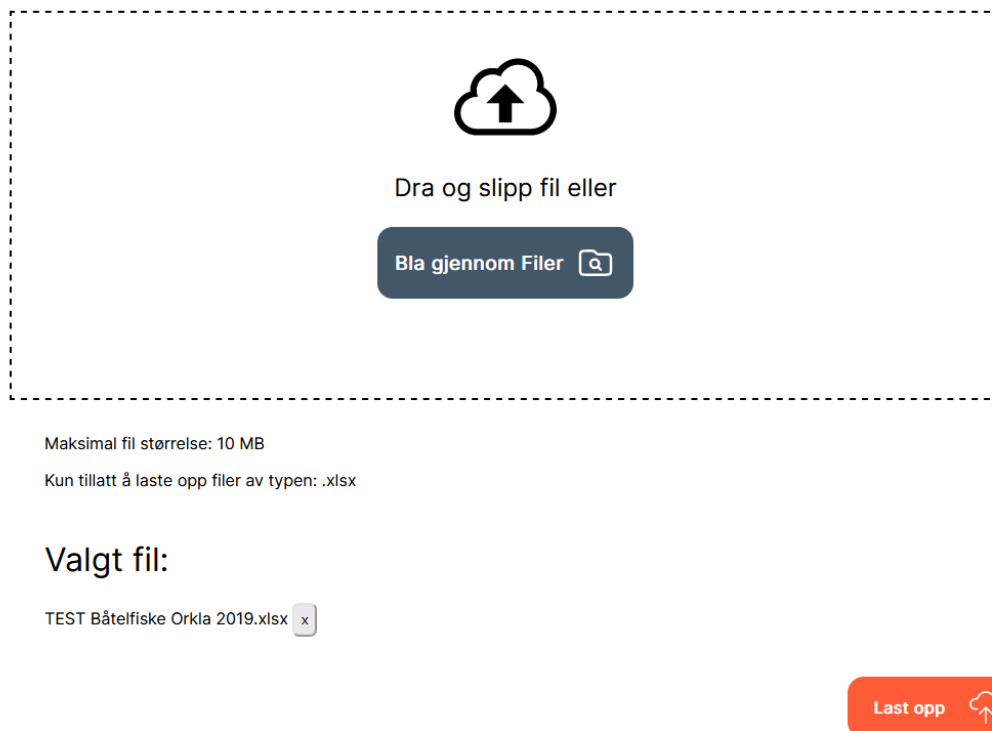 Dra og slipp fil eller
Bla gjennom Filer
Maksimal fil størrelse: 10 MB
Kun tillatt å laste opp filer av typen: .xlsx
Valgt fil:
TEST Båtelfiske Orkla 2019.xlsx x
Last opp